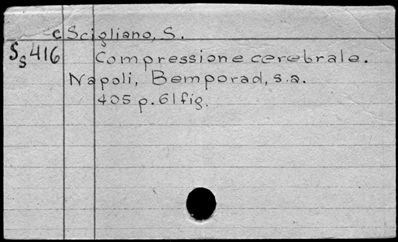 c Scigliano, S.
Ss416 Compressione cerebrale.
Napoli, Bemporad, s.a.
405 p. 61 fig.